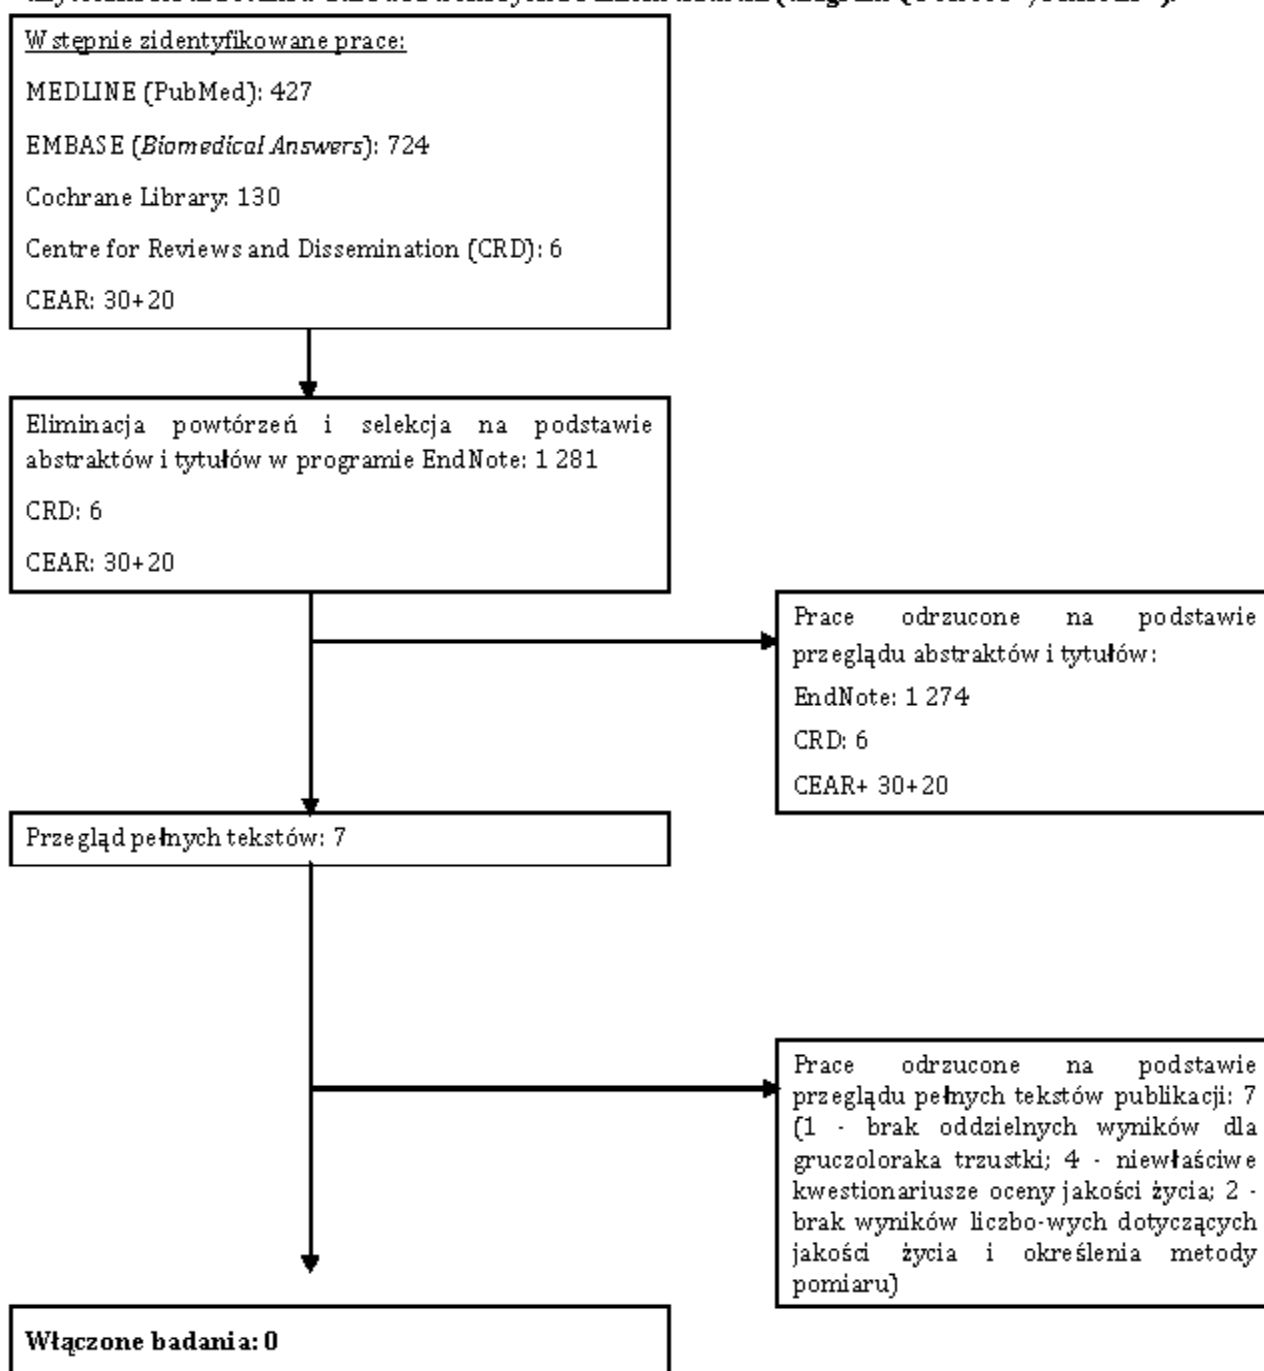 Wstępnie zidentyfikowane prace:
MEDLINE (PubMed): 427
EMBASE (Biomedical Answers): 724
Cochrane Library: 130
Centre for Reviews and Dissemination (CRD): 6
CEAR: 30+20
Eliminacja powtórzeń i selekcja na podstawie
abstraktów i tytułów w programie EndNote: 1 281
CRD: 6
CEAR: 30+20
Prace odrzucone na podstawie
przeglądu abstraktów i tytułów:
EndNote: 1 274
CRD: 6
CEAR+ 30+20
Przegląd pełnych tekstów: 7
Prace odrzucone na podstawie
przeglądu pełnych tekstów publikacji: 7
(1 - brak oddzielnych wyników dla
gruczoloraka trzustki; 4 - niewłaściwe
kwestionariusze oceny jakości życia; 2 -
brak wyników liczbo-wych dotyczących
jakości życia i określenia metody
pomiaru)
Włączone badania: 0